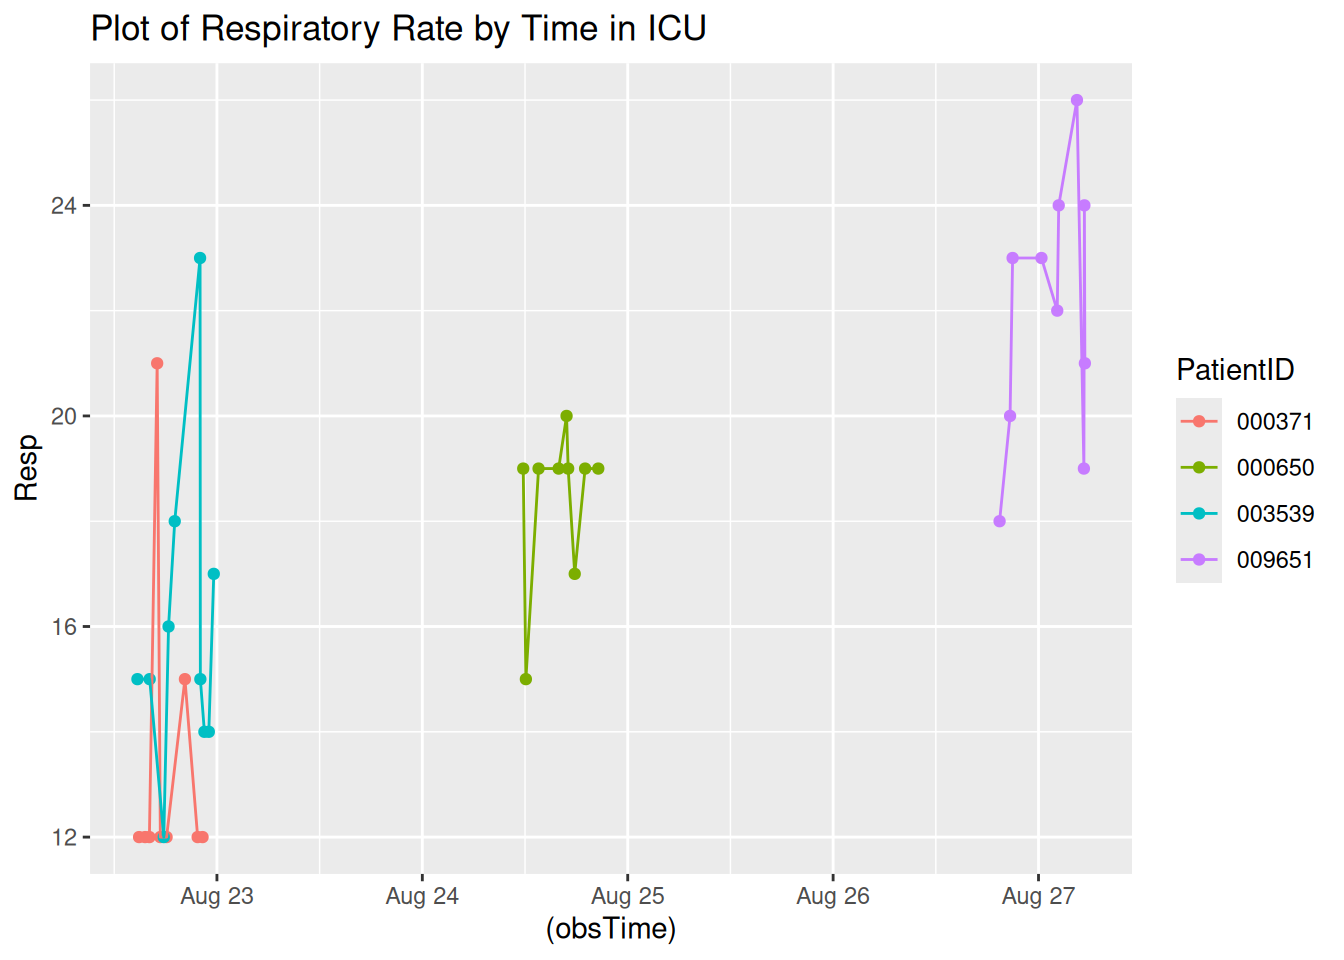 Plot of Respiratory Rate by Time in ICU
24
20
16
12
Resp
Aug 23 Aug 24 Aug 25 Aug 26 Aug 27
(obsTime)
PatientID
000371
000650
003539
009651